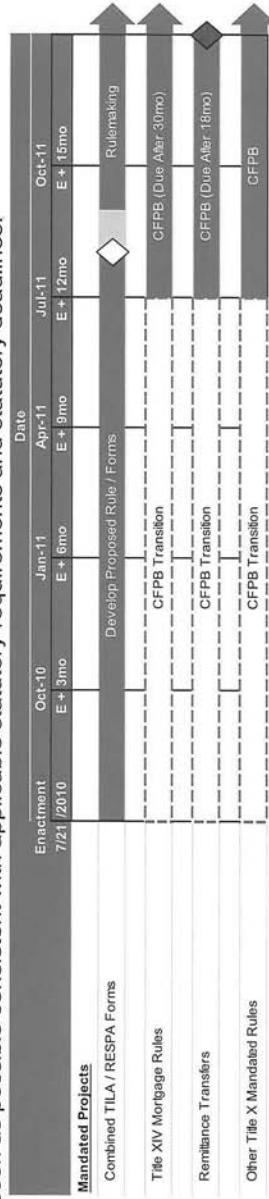 soon as possible consistent with applicable statutory requirements and statutory deadlines.
Date
Enactment Oct-10 Jan-11 Apr-11 Jul-11 Oct-11
7/21 /2010 E + 3mo E + 6mo E + 9mo E + 12mo E + 15mo
Mandated Projects
Combined TILA / RESPA Forms Develop Proposed Rule / Forms Rulemaking
Title XIV Mortgage Rules CFPB Transition CFPB (Due After 30mo)
Remittance Transfers CFPB Transition CFPB (Due After 18mo)
Other Title X Mandated Rules CFPB Transition CFPB